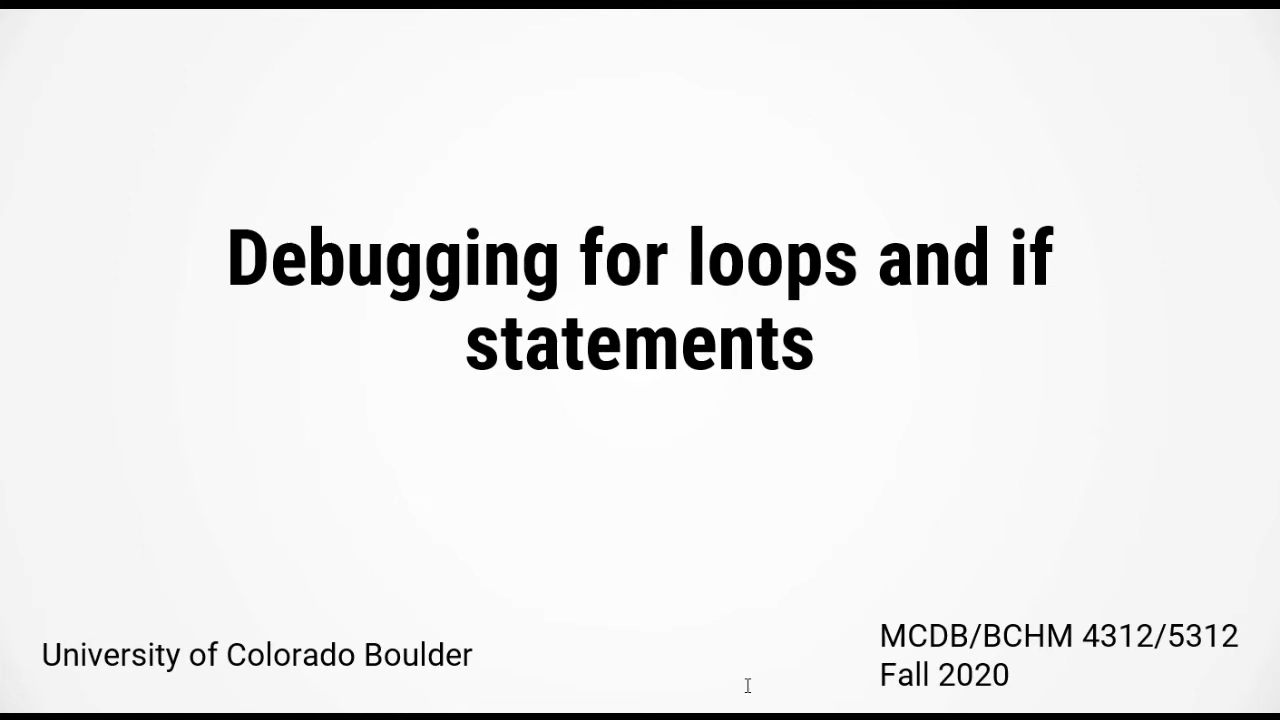 Debugging for loops and if
statements
University of Colorado Boulder
MCDB/BCHM 4312/5312
Fall 2020